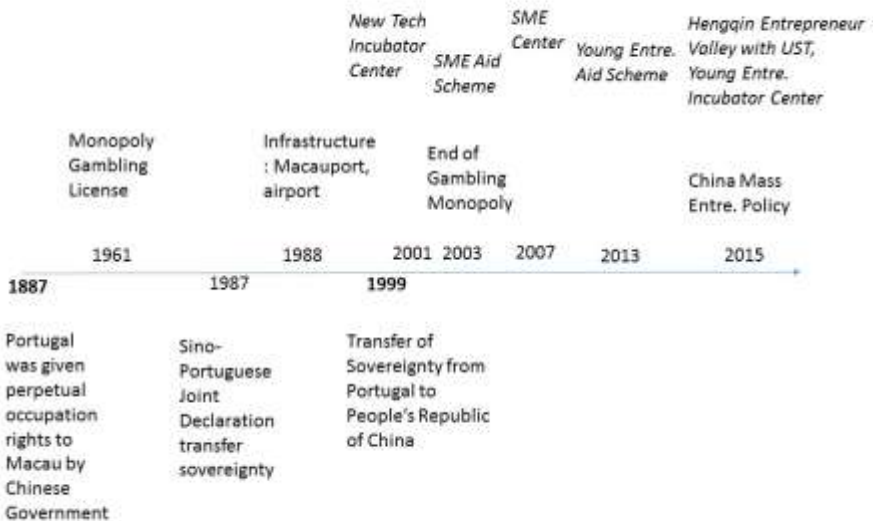 New Tech
Incubator
Center
SME Aid
Scheme
SME
Center
Young Entre.
Aid Scheme
Hengqin Entrepreneur
Valley with UST,
Young Entre.
Incubator Center
Monopoly
Gambling
License
Infrastructure
: Macauport,
airport
End of
Gambling
Monopoly
China Mass
Entre. Policy
1961
1988
2001
2003
2007
2013
2015
1887
1987
1999
Portugal
was given
perpetual
occupation
rights to
Macau by
Chinese
Government
Sino-
Portuguese
Joint
Declaration
transfer
sovereignty
Transfer of
Sovereignty from
Portugal to
People's Republic
of China